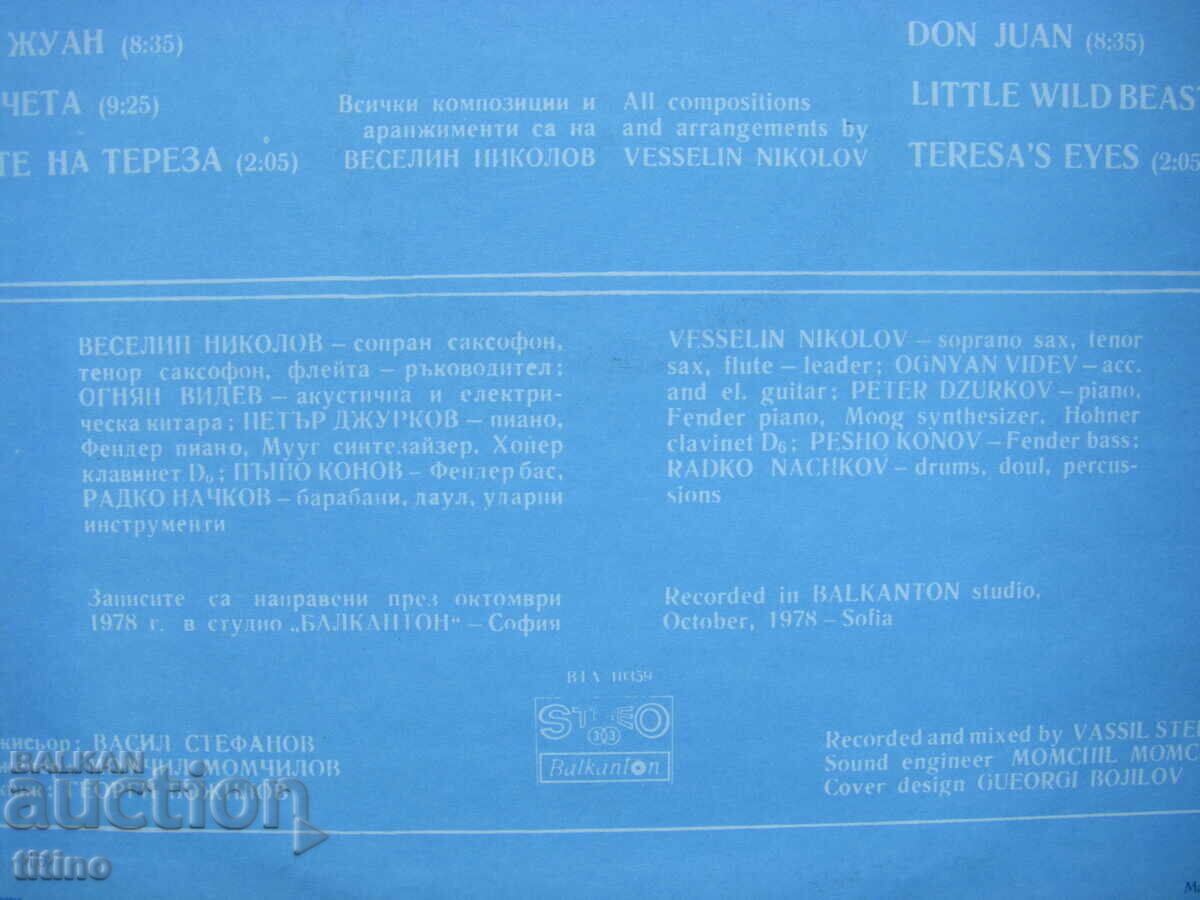 ЖУАН (8:35)
ЧЕТА (9:25)
ТЕ НА ТЕРЕЗА (2:05)
Всички композиции и
аранжименти са на
ВЕСЕЛИН НИКОЛОВ
All compositions
and arrangements by
VESSELIN NIKOLOV
DON JUAN (8:35)
LITTLE WILD BEAS
TERESA'S EYES (2:05
ВЕСЕЛИН НИКОЛОВ – сопран саксофон,
тенор саксофон, флейта – ръководител;
ОГНЯН ВИДЕВ – акустична и електри-
ческа китара; ПЕТЪР ДЖУРКОВ – пиано,
Фендер пиано, Мууг синтезайзер, Хонер
клавинет D6; ПЪШО КОНОВ – Фендер бас,
РАДКО НАЧКОВ – барабани, даул, ударни
инструменти
VESSELIN NIKOLOV – soprano sax, tenor
sax, flute – leader; OGNYAN VIDEV – acc.
and el. guitar; PETER DZURKOV – piano,
Fender piano, Moog synthesizer, Hohner
clavinet D6; PESHO KONOV – Fender bass;
RADKO NACHKOV – drums, doul, percus-
sions
Записите са направени през октомври
1978 г. в студио „БАЛКАНТОН“ – София
Recorded in BALKANTON studio,
October, 1978 – Sofia
ВТА 10359
STEREO
33
Balkanton
жисьор: ВАСИЛ СТЕФАНОВ
МОМЧИЛОВ
Recorded and mixed by VASSIL STE
Sound engineer MOMCHIL MOMC
Cover design GUEORGI BOJILOV
BALKAN
auction
titino